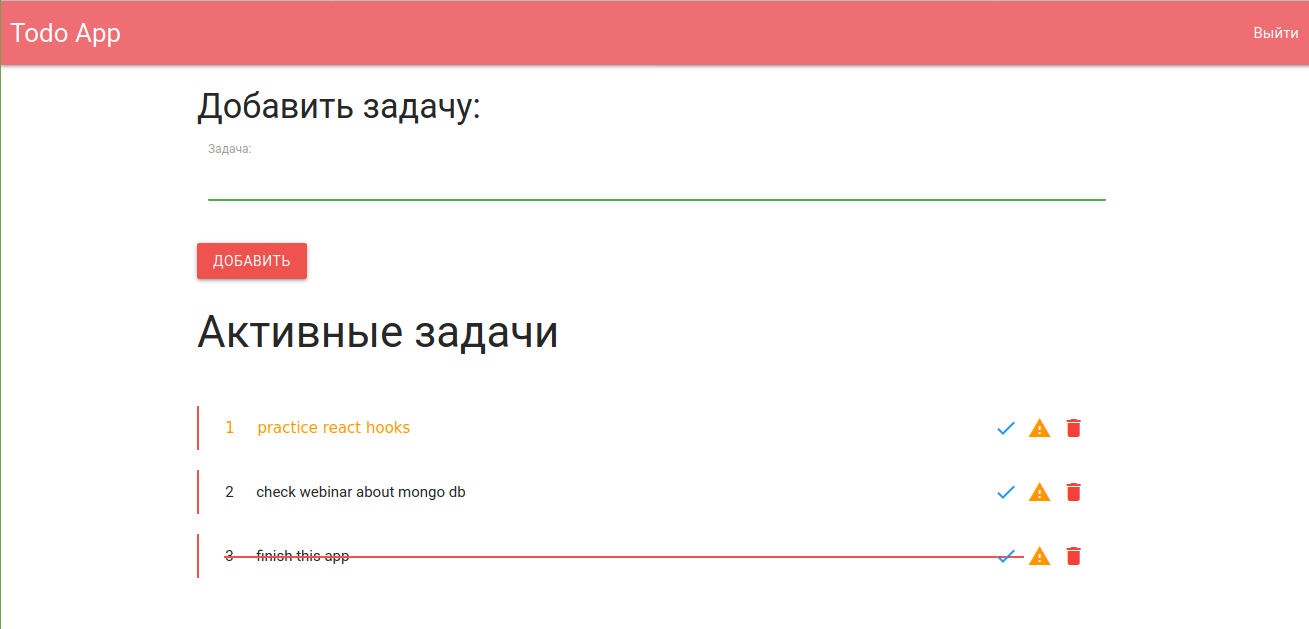 Todo App
Выйти
Добавить задачу:
Задача:
ДОБАВИТЬ
Активные задачи
1 practice react hooks
2 check webinar about mongo db
3 finish this app